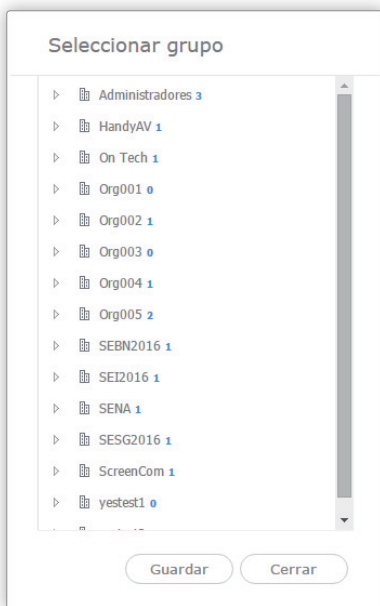 Seleccionar grupo
Administradores 3
HandyAV 1
On Tech 1
Org001 0
Org002 1
Org003 0
Org004 1
Org005 2
SEBN2016 1
SEI2016 1
SENA 1
SESG2016 1
ScreenCom 1
yestest1 0
Guardar Cerrar